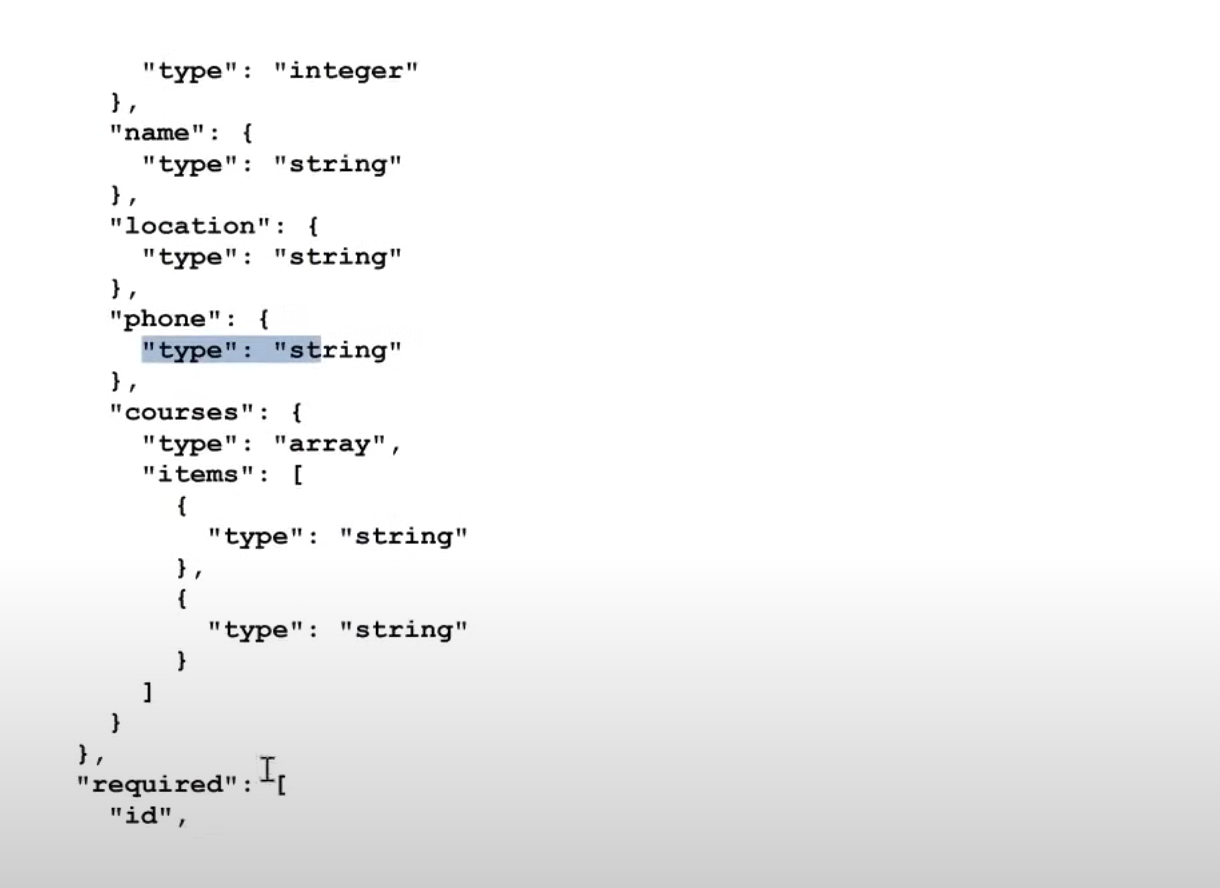 "type": "integer"
},
"name": {
"type": "string"
},
"location": {
"type": "string"
},
"phone": {
"type": "string"
},
"courses": {
"type": "array",
"items": [
{
"type": "string"
},
{
"type": "string"
}
]
}
},
"required": [
"id",